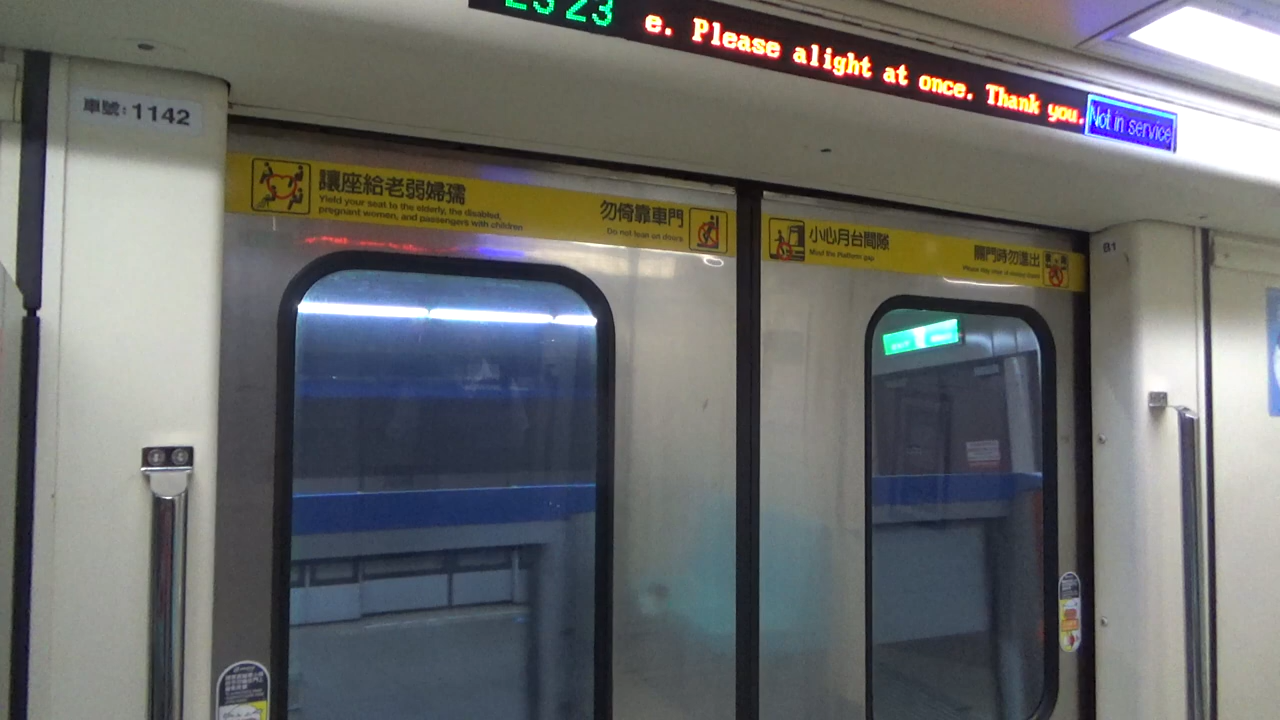 23 23
e. Please alight at once. Thank you.
Not in service
車號:1142
讓座給老弱婦孺
Yield your seat to the elderly, the disabled,
pregnant women, and passengers with children
勿倚靠車門
Do not lean on doors
小心月台間隙
Mind the Platform gap
關門時勿進出
B1